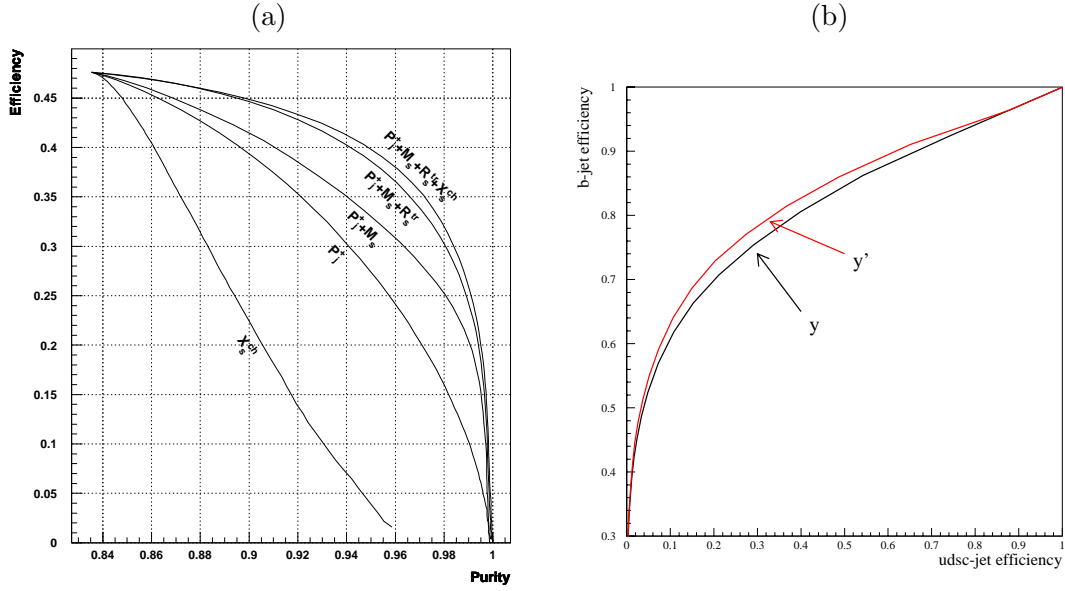 (a)
(b)
Efficiency
0.45
0.4
0.35
0.3
0.25
0.2
0.15
0.1
0.05
0
P_j^+ + M_s + R_s^tr + X_s^ch
P_j^+ + M_s + R_s^tr
P_j^+ + M_s
P_j^+
X_s^ch
0.84 0.86 0.88 0.9 0.92 0.94 0.96 0.98 1
Purity
b-jet efficiency
1
0.9
0.8
0.7
0.6
0.5
0.4
0.3
y'
y
0 0.1 0.2 0.3 0.4 0.5 0.6 0.7 0.8 0.9 1
udsc-jet efficiency